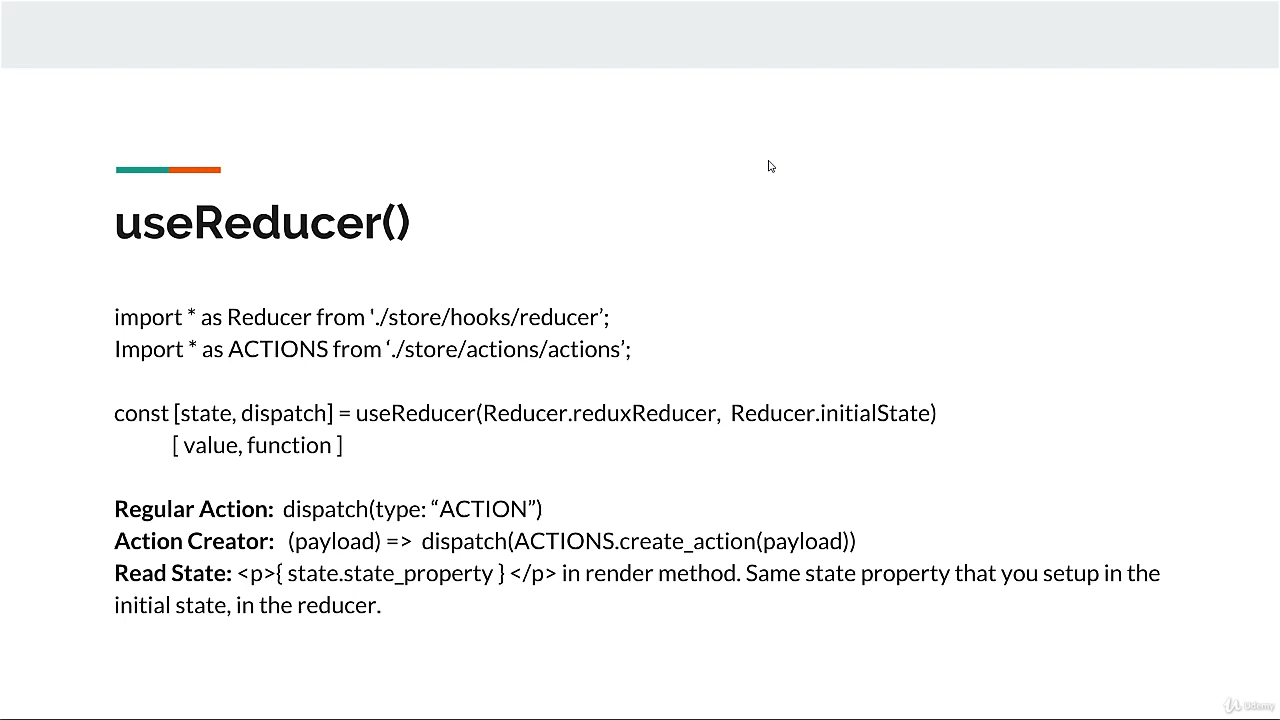 useReducer()
import * as Reducer from './store/hooks/reducer’;
Import * as ACTIONS from ‘./store/actions/actions’;
const [state, dispatch] = useReducer(Reducer.reduxReducer, Reducer.initialState)
[ value, function ]
Regular Action: dispatch(type: “ACTION”)
Action Creator: (payload) => dispatch(ACTIONS.create_action(payload))
Read State: <p>{ state.state_property } </p> in render method. Same state property that you setup in the
initial state, in the reducer.
Udemy